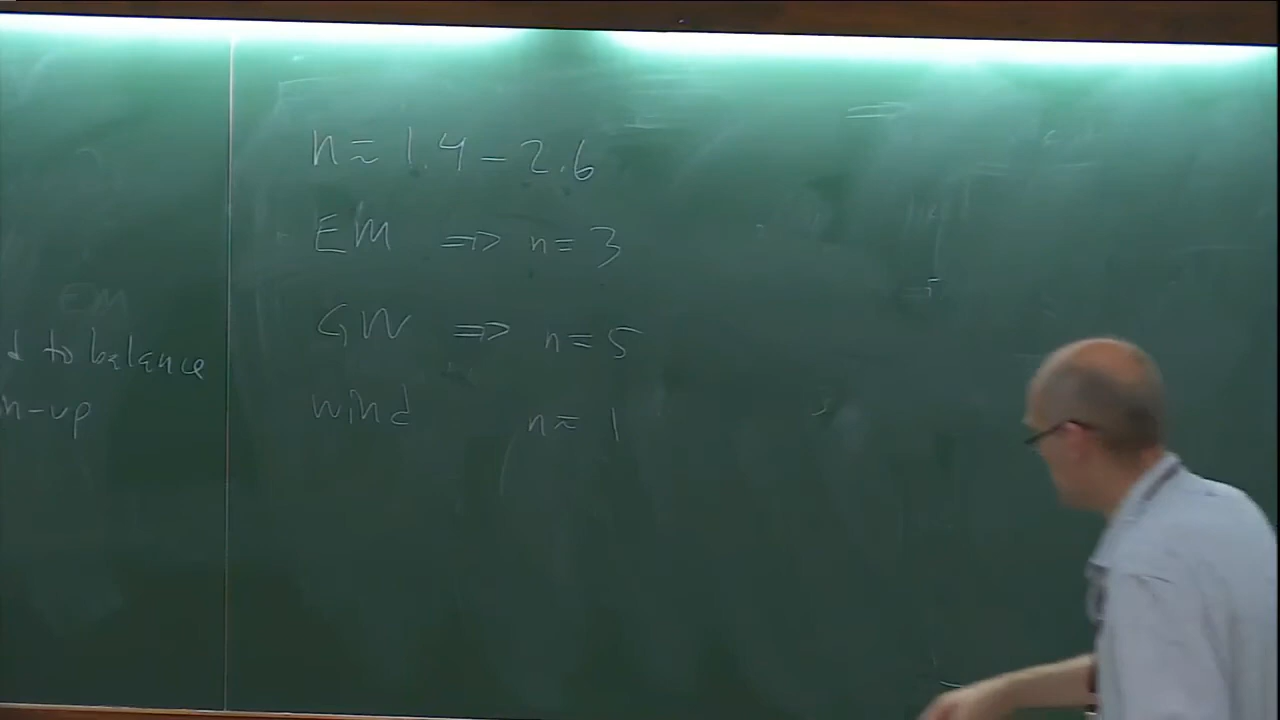 n ≈ 1.4 - 2.6
EM ⇒ n = 3
GW ⇒ n = 5
wind n ≈ 1
EM
to balance
-up